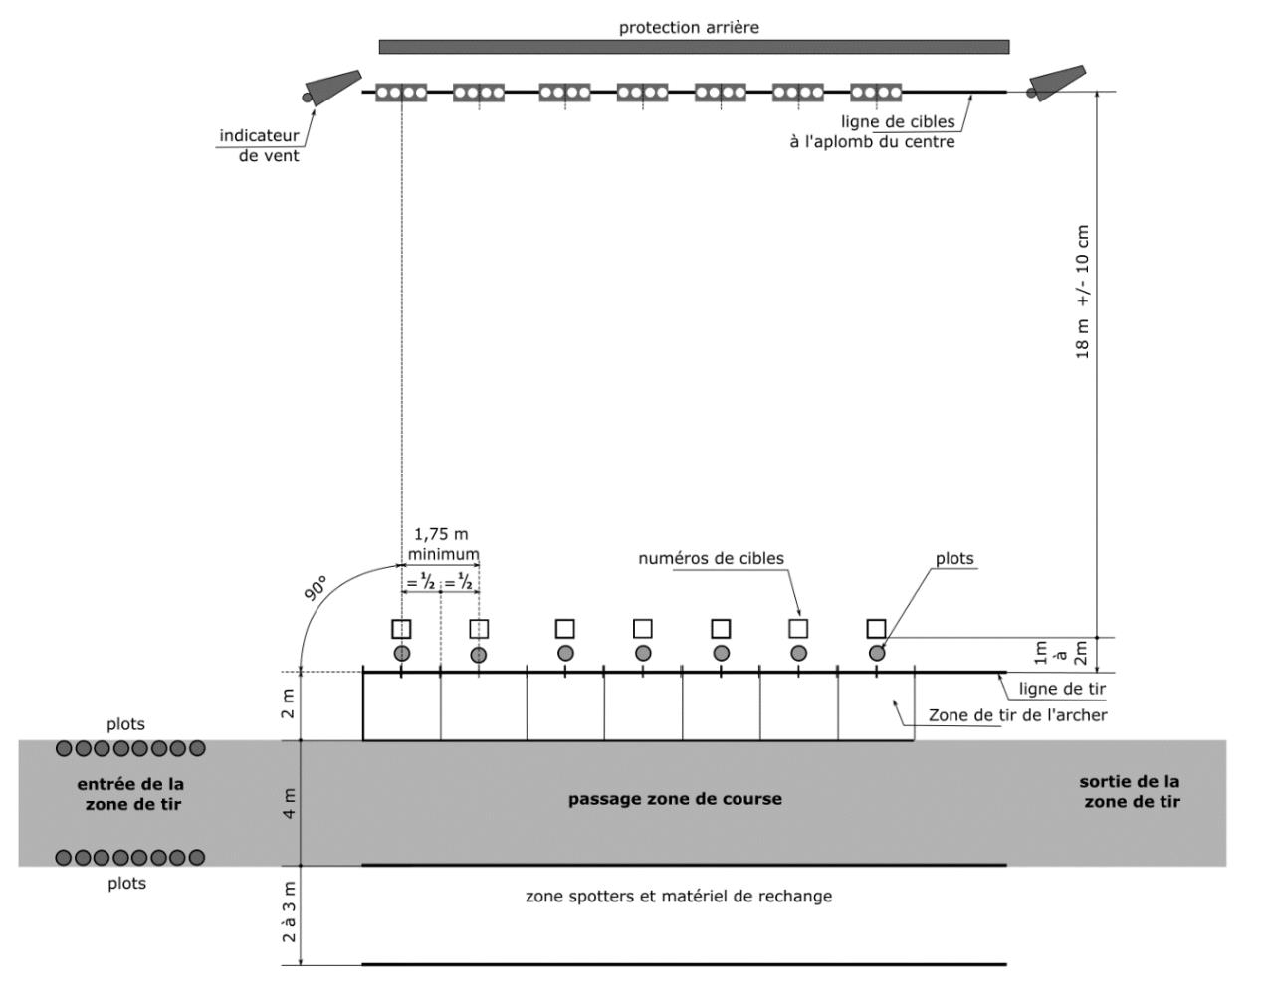 protection arrière
indicateur
de vent
ligne de cibles
à l'aplomb du centre
18 m +/- 10 cm
1,75 m
minimum
= ½ = ½
90°
numéros de cibles
plots
1m
à
2m
ligne de tir
Zone de tir de l'archer
2 m
plots
entrée de la
zone de tir
4 m
passage zone de course
sortie de la
zone de tir
plots
2 à 3 m
zone spotters et matériel de rechange